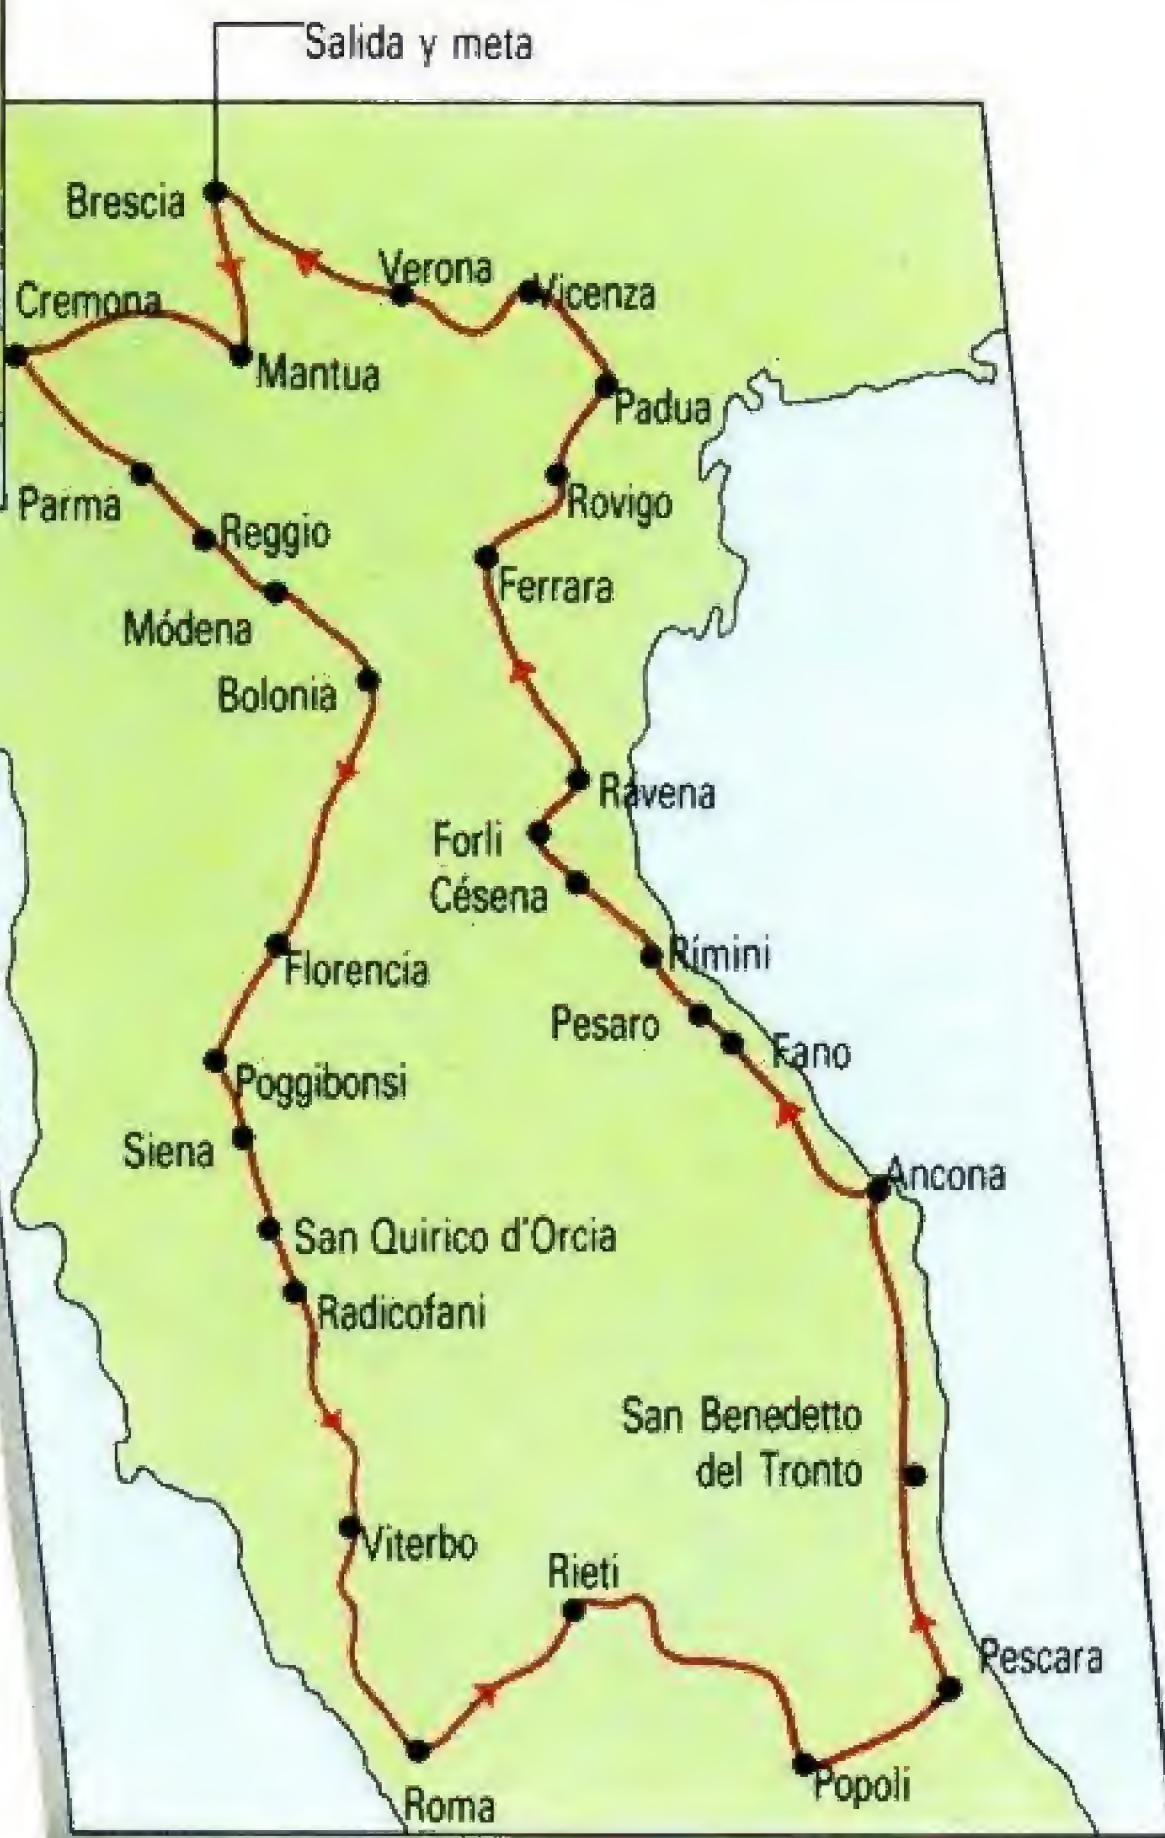 Salida y meta
Brescia
Verona
Vicenza
Cremona
Mantua
Padua
Parma
Rovigo
Reggio
Ferrara
Módena
Bolonia
Ravena
Forli
Césena
Rímini
Florencia
Pesaro
Fano
Poggibonsi
Siena
Ancona
San Quirico d'Orcia
Radicofani
San Benedetto
del Tronto
Viterbo
Rieti
Pescara
Popoli
Roma